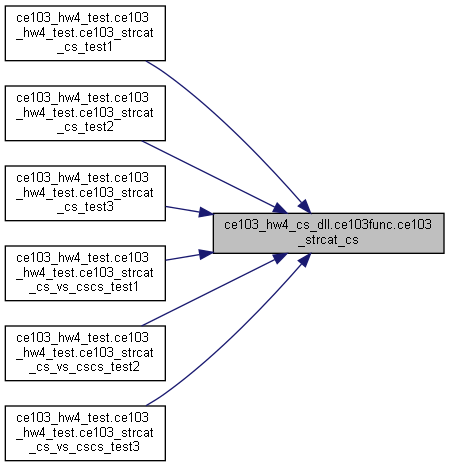 ce103_hw4_test.ce103
_hw4_test.ce103_strcat
_cs_test1
ce103_hw4_test.ce103
_hw4_test.ce103_strcat
_cs_test2
ce103_hw4_test.ce103
_hw4_test.ce103_strcat
_cs_test3
ce103_hw4_cs_dll.ce103func.ce103
_strcat_cs
ce103_hw4_test.ce103
_hw4_test.ce103_strcat
_cs_vs_cscs_test1
ce103_hw4_test.ce103
_hw4_test.ce103_strcat
_cs_vs_cscs_test2
ce103_hw4_test.ce103
_hw4_test.ce103_strcat
_cs_vs_cscs_test3